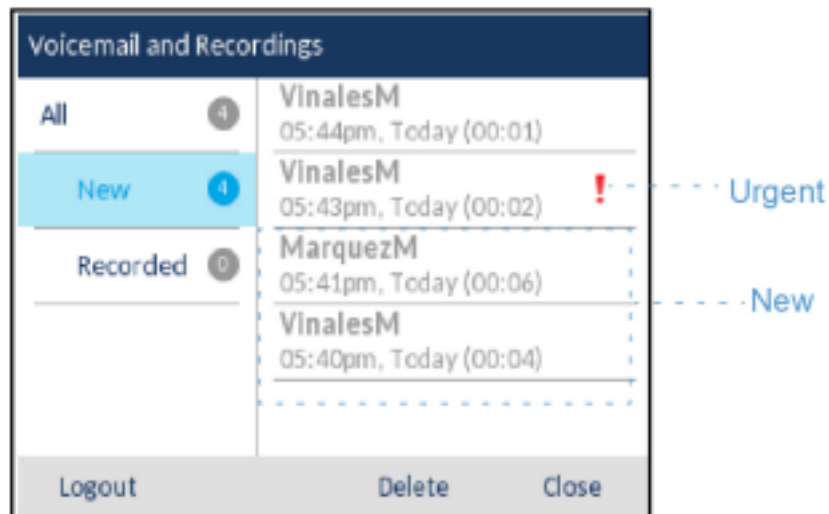 Voicemail and Recordings
All 4
New 4
Recorded 0
VinalesM
05:44pm, Today (00:01)
VinalesM
05:43pm, Today (00:02) !
MarquezM
05:41pm, Today (00:06)
VinalesM
05:40pm, Today (00:04)
Urgent
New
Logout Delete Close